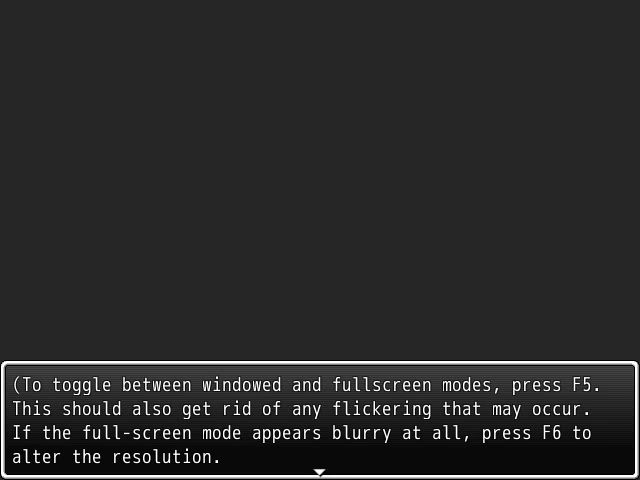 (To toggle between windowed and fullscreen modes, press F5.
This should also get rid of any flickering that may occur.
If the full-screen mode appears blurry at all, press F6 to
alter the resolution.